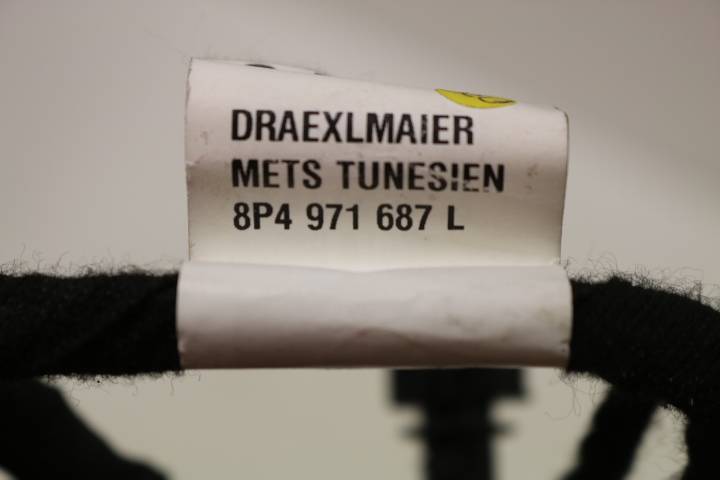 DRAEXLMAIER
METS TUNESIEN
8P4 971 687 L